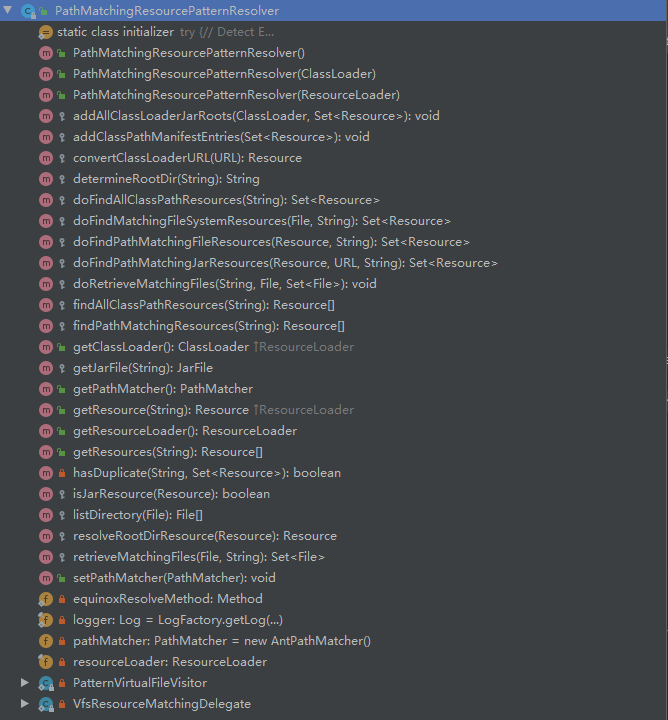 PathMatchingResourcePatternResolver
static class initializer try {// Detect E...
PathMatchingResourcePatternResolver()
PathMatchingResourcePatternResolver(ClassLoader)
PathMatchingResourcePatternResolver(ResourceLoader)
addAllClassLoaderJarRoots(ClassLoader, Set<Resource>): void
addClassPathManifestEntries(Set<Resource>): void
convertClassLoaderURL(URL): Resource
determineRootDir(String): String
doFindAllClassPathResources(String): Set<Resource>
doFindMatchingFileSystemResources(File, String): Set<Resource>
doFindPathMatchingFileResources(Resource, String): Set<Resource>
doFindPathMatchingJarResources(Resource, URL, String): Set<Resource>
doRetrieveMatchingFiles(String, File, Set<File>): void
findAllClassPathResources(String): Resource[]
findPathMatchingResources(String): Resource[]
getClassLoader(): ClassLoader ↑ResourceLoader
getJarFile(String): JarFile
getPathMatcher(): PathMatcher
getResource(String): Resource ↑ResourceLoader
getResourceLoader(): ResourceLoader
getResources(String): Resource[]
hasDuplicate(String, Set<Resource>): boolean
isJarResource(Resource): boolean
listDirectory(File): File[]
resolveRootDirResource(Resource): Resource
retrieveMatchingFiles(File, String): Set<File>
setPathMatcher(PathMatcher): void
equinoxResolveMethod: Method
logger: Log = LogFactory.getLog(...)
pathMatcher: PathMatcher = new AntPathMatcher()
resourceLoader: ResourceLoader
PatternVirtualFileVisitor
VfsResourceMatchingDelegate